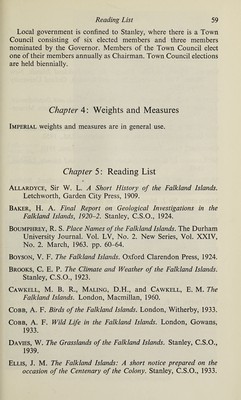 Reading List 59
Local government is confined to Stanley, where there is a Town
Council consisting of six elected members and three members
nominated by the Governor. Members of the Town Council elect
one of their members annually as Chairman. Town Council elections
are held biennially.
Chapter 4: Weights and Measures
IMPERIAL weights and measures are in general use.
Chapter 5: Reading List
ALLARDYCE, Sir W. L. A Short History of the Falkland Islands.
Letchworth, Garden City Press, 1909.
BAKER, H. A. Final Report on Geological Investigations in the
Falkland Islands, 1920-2. Stanley, C.S.O., 1924.
BOUMPHREY, R. S. Place Names of the Falkland Islands. The Durham
University Journal. Vol. LV, No. 2. New Series, Vol. XXIV,
No. 2. March, 1963. pp. 60-64.
BOYSON, V. F. The Falkland Islands. Oxford Clarendon Press, 1924.
BROOKS, C. E. P. The Climate and Weather of the Falkland Islands.
Stanley, C.S.O., 1923.
CAWKELL, M. B. R., MALING, D.H., and CAWKELL, E. M. The
Falkland Islands. London, Macmillan, 1960.
COBB, A. F. Birds of the Falkland Islands. London, Witherby, 1933.
COBB, A. F. Wild Life in the Falkland Islands. London, Gowans,
1933.
DAVIES, W. The Grasslands of the Falkland Islands. Stanley, C.S.O.,
1939.
ELLIS, J. M. The Falkland Islands: A short notice prepared on the
occasion of the Centenary of the Colony. Stanley, C.S.O., 1933.